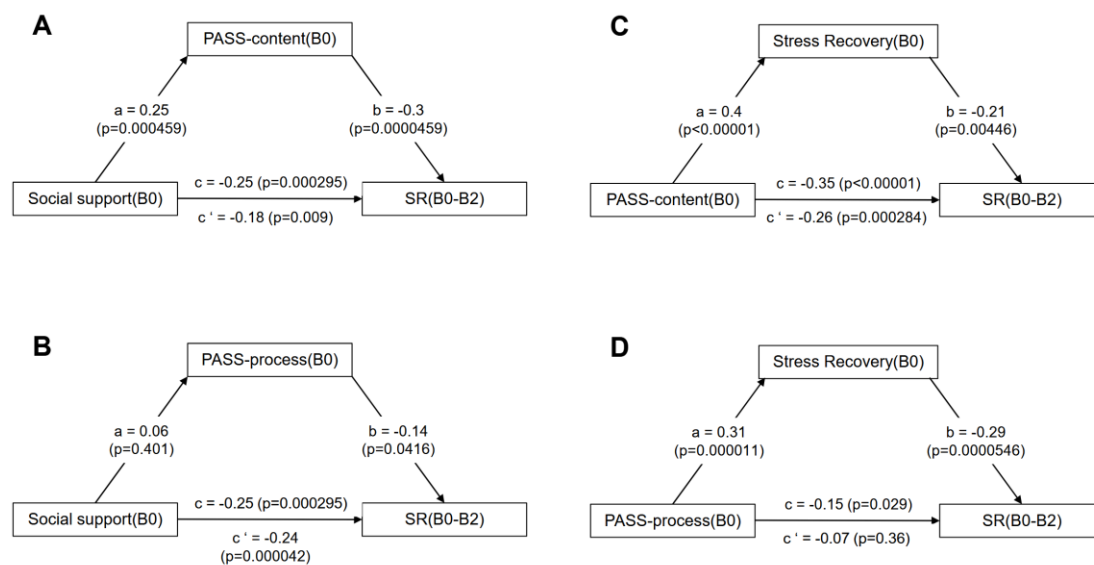 A
PASS-content(B0)
a = 0.25
(p=0.000459)
b = -0.3
(p=0.0000459)
c = -0.25 (p=0.000295)
Social support(B0)
SR(B0-B2)
c ‘ = -0.18 (p=0.009)
C
Stress Recovery(B0)
a = 0.4
(p<0.00001)
b = -0.21
(p=0.00446)
c = -0.35 (p<0.00001)
PASS-content(B0)
SR(B0-B2)
c ‘ = -0.26 (p=0.000284)
B
PASS-process(B0)
a = 0.06
(p=0.401)
b = -0.14
(p=0.0416)
c = -0.25 (p=0.000295)
Social support(B0)
SR(B0-B2)
c ‘ = -0.24
(p=0.000042)
D
Stress Recovery(B0)
a = 0.31
(p=0.000011)
b = -0.29
(p=0.0000546)
c = -0.15 (p=0.029)
PASS-process(B0)
SR(B0-B2)
c ‘ = -0.07 (p=0.36)